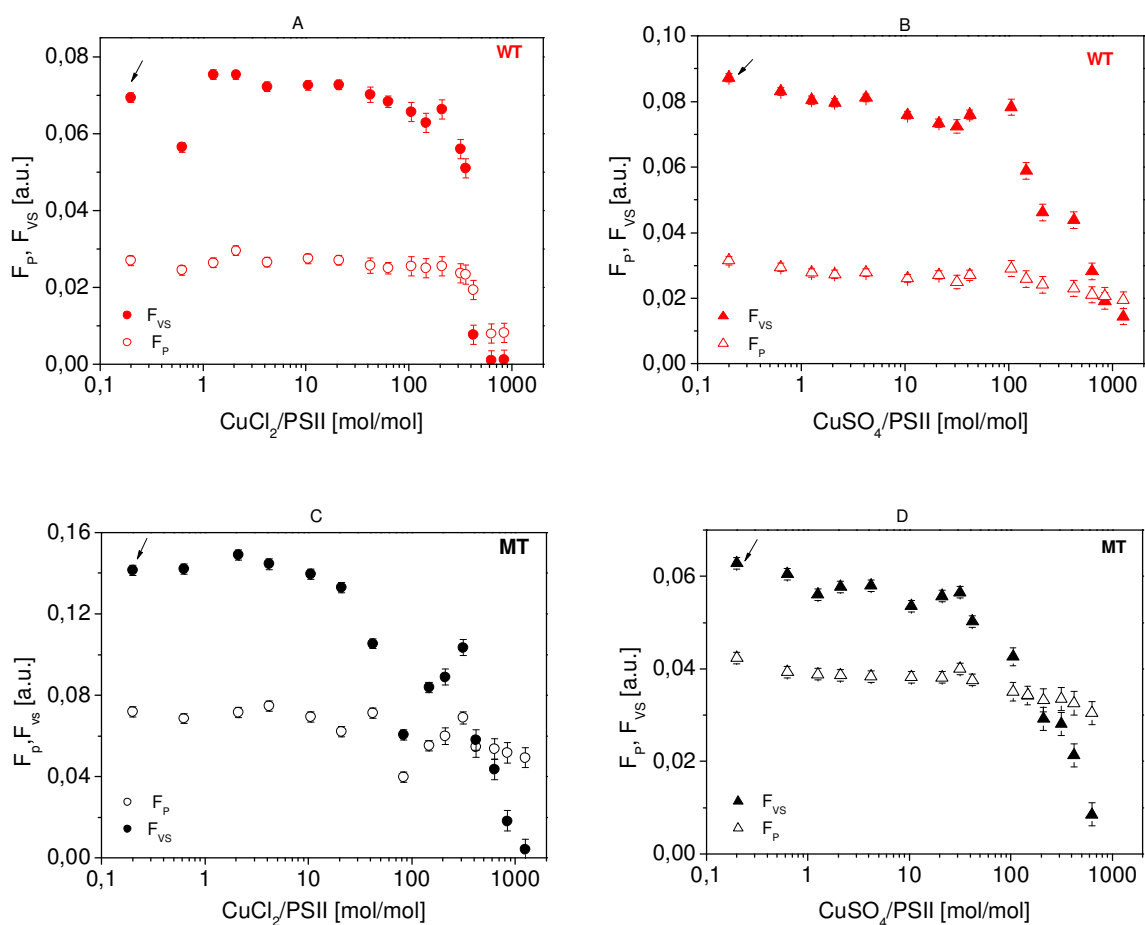 A
WT
0,08
0,06
0,04
0,02
0,00
F_P, F_VS [a.u.]
F_VS
F_P
0,1 1 10 100 1000
CuCl₂/PSII [mol/mol]
B
WT
0,10
0,08
0,06
0,04
0,02
0,00
F_P, F_VS [a.u.]
F_VS
F_P
0,1 1 10 100 1000
CuSO₄/PSII [mol/mol]
C
MT
0,16
0,12
0,08
0,04
0,00
F_p,F_vs [a.u.]
F_P
F_VS
0,1 1 10 100 1000
CuCl₂/PSII [mol/mol]
D
MT
0,06
0,04
0,02
0,00
F_P, F_VS [a.u.]
F_VS
F_P
0,1 1 10 100 1000
CuSO₄/PSII [mol/mol]